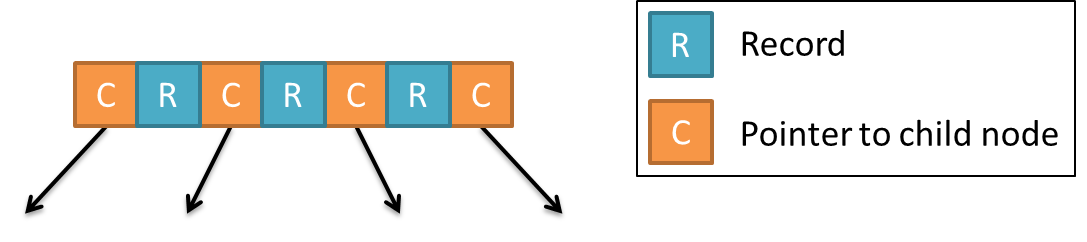 C R C R C R C
R Record
C Pointer to child node